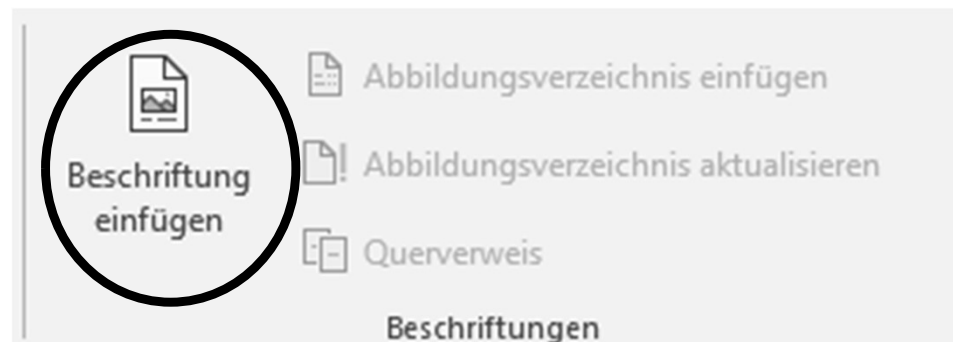 Beschriftung
einfügen
Abbildungsverzeichnis einfügen
Abbildungsverzeichnis aktualisieren
Querverweis
Beschriftungen